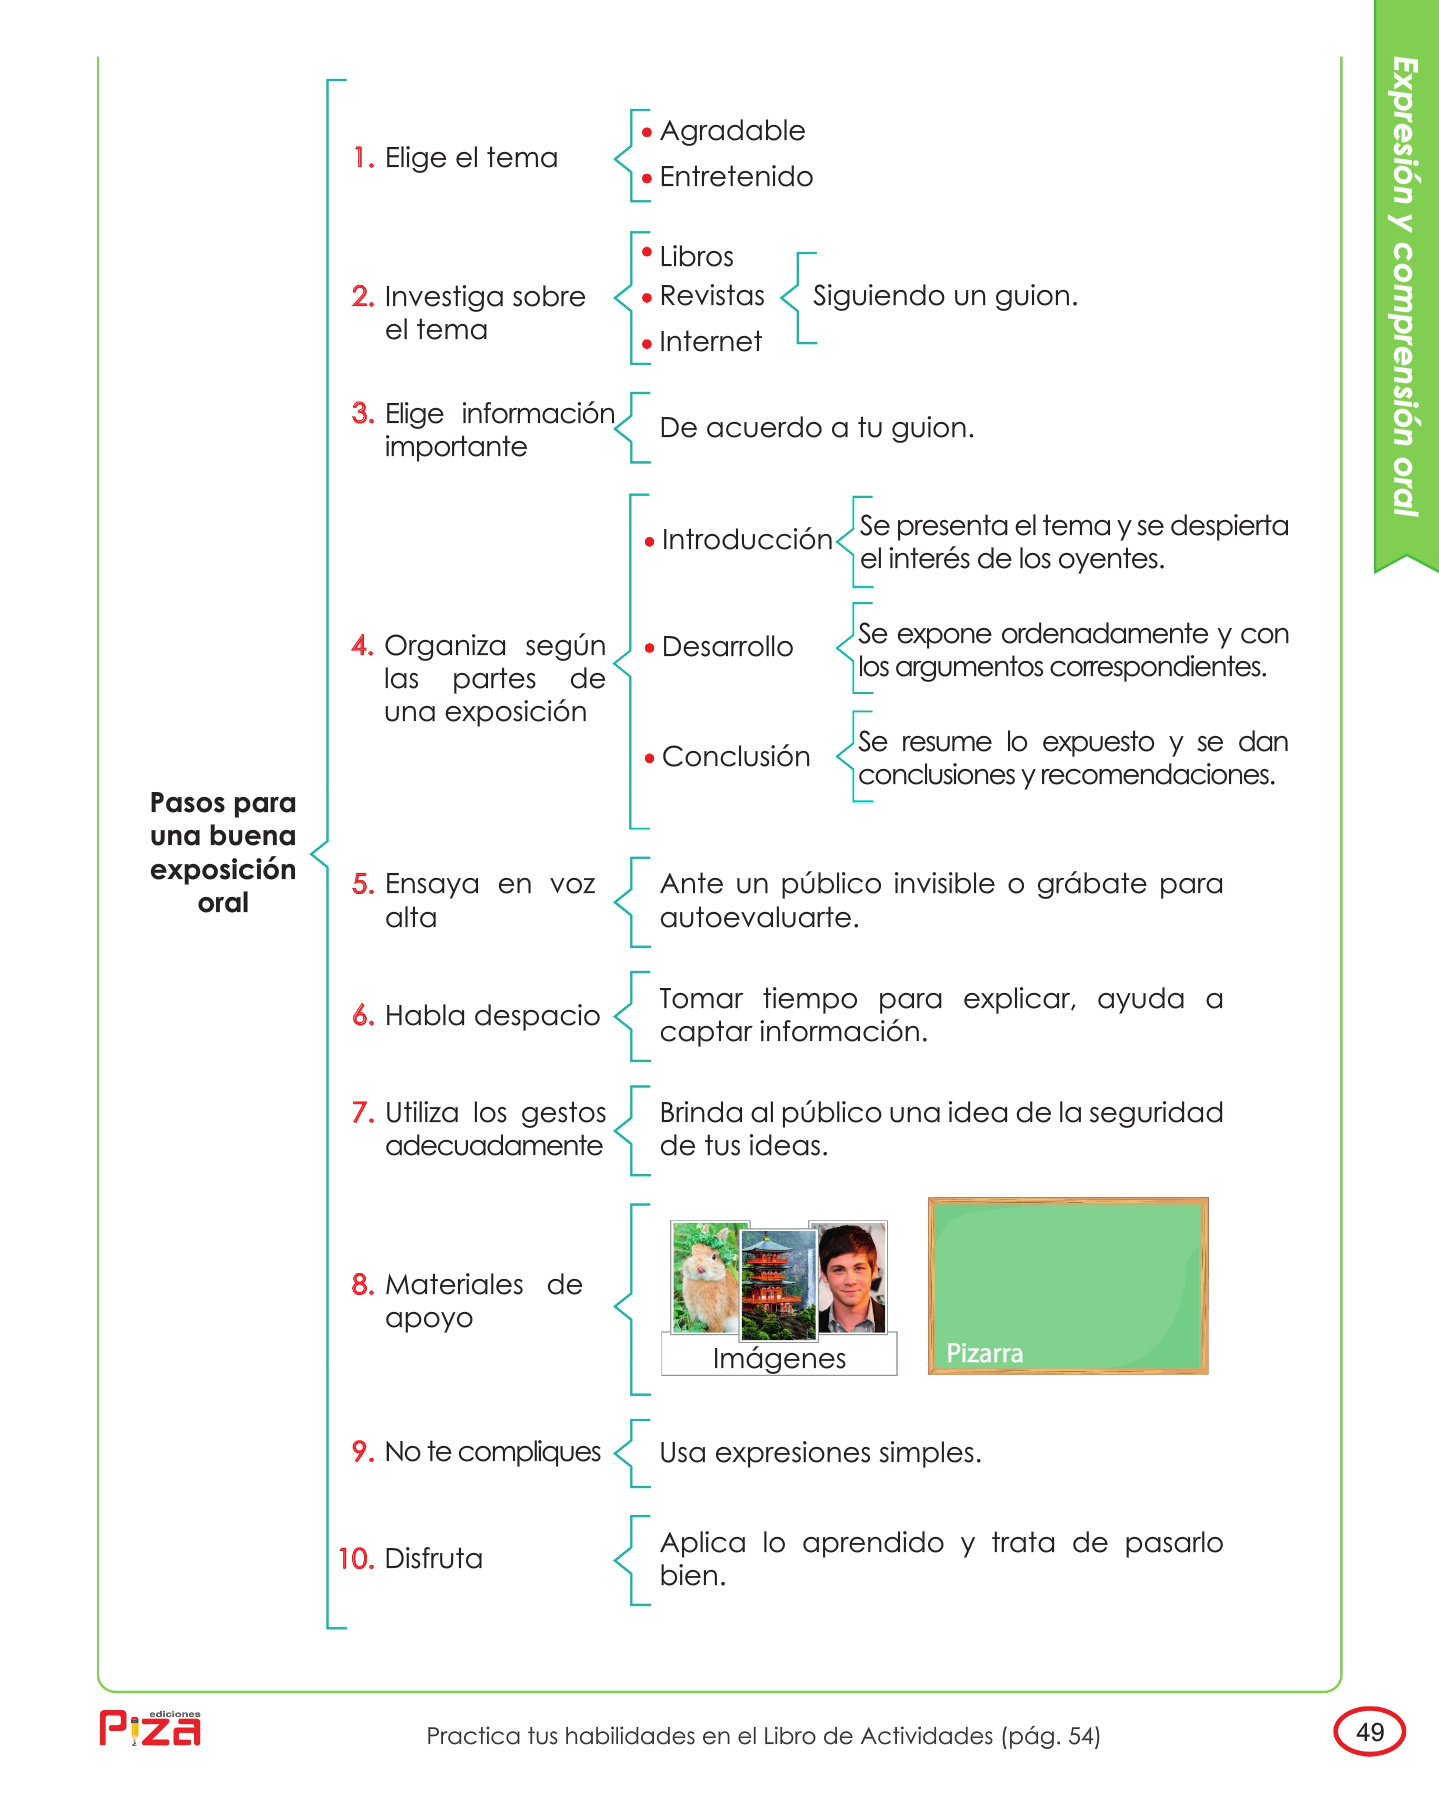 Expresión y comprensión oral
Pasos para
una buena
exposición
oral
1. Elige el tema
• Agradable
• Entretenido
2. Investiga sobre
el tema
• Libros
• Revistas
• Internet
Siguiendo un guion.
3. Elige información
importante
De acuerdo a tu guion.
4. Organiza según
las partes de
una exposición
• Introducción
Se presenta el tema y se despierta
el interés de los oyentes.
• Desarrollo
Se expone ordenadamente y con
los argumentos correspondientes.
• Conclusión
Se resume lo expuesto y se dan
conclusiones y recomendaciones.
5. Ensaya en voz
alta
Ante un público invisible o grábate para
autoevaluarte.
6. Habla despacio
Tomar tiempo para explicar, ayuda a
captar información.
7. Utiliza los gestos
adecuadamente
Brinda al público una idea de la seguridad
de tus ideas.
8. Materiales de
apoyo
Imágenes
Pizarra
9. No te compliques
Usa expresiones simples.
10. Disfruta
Aplica lo aprendido y trata de pasarlo
bien.
ediciones
Piza
Practica tus habilidades en el Libro de Actividades (pág. 54)
49